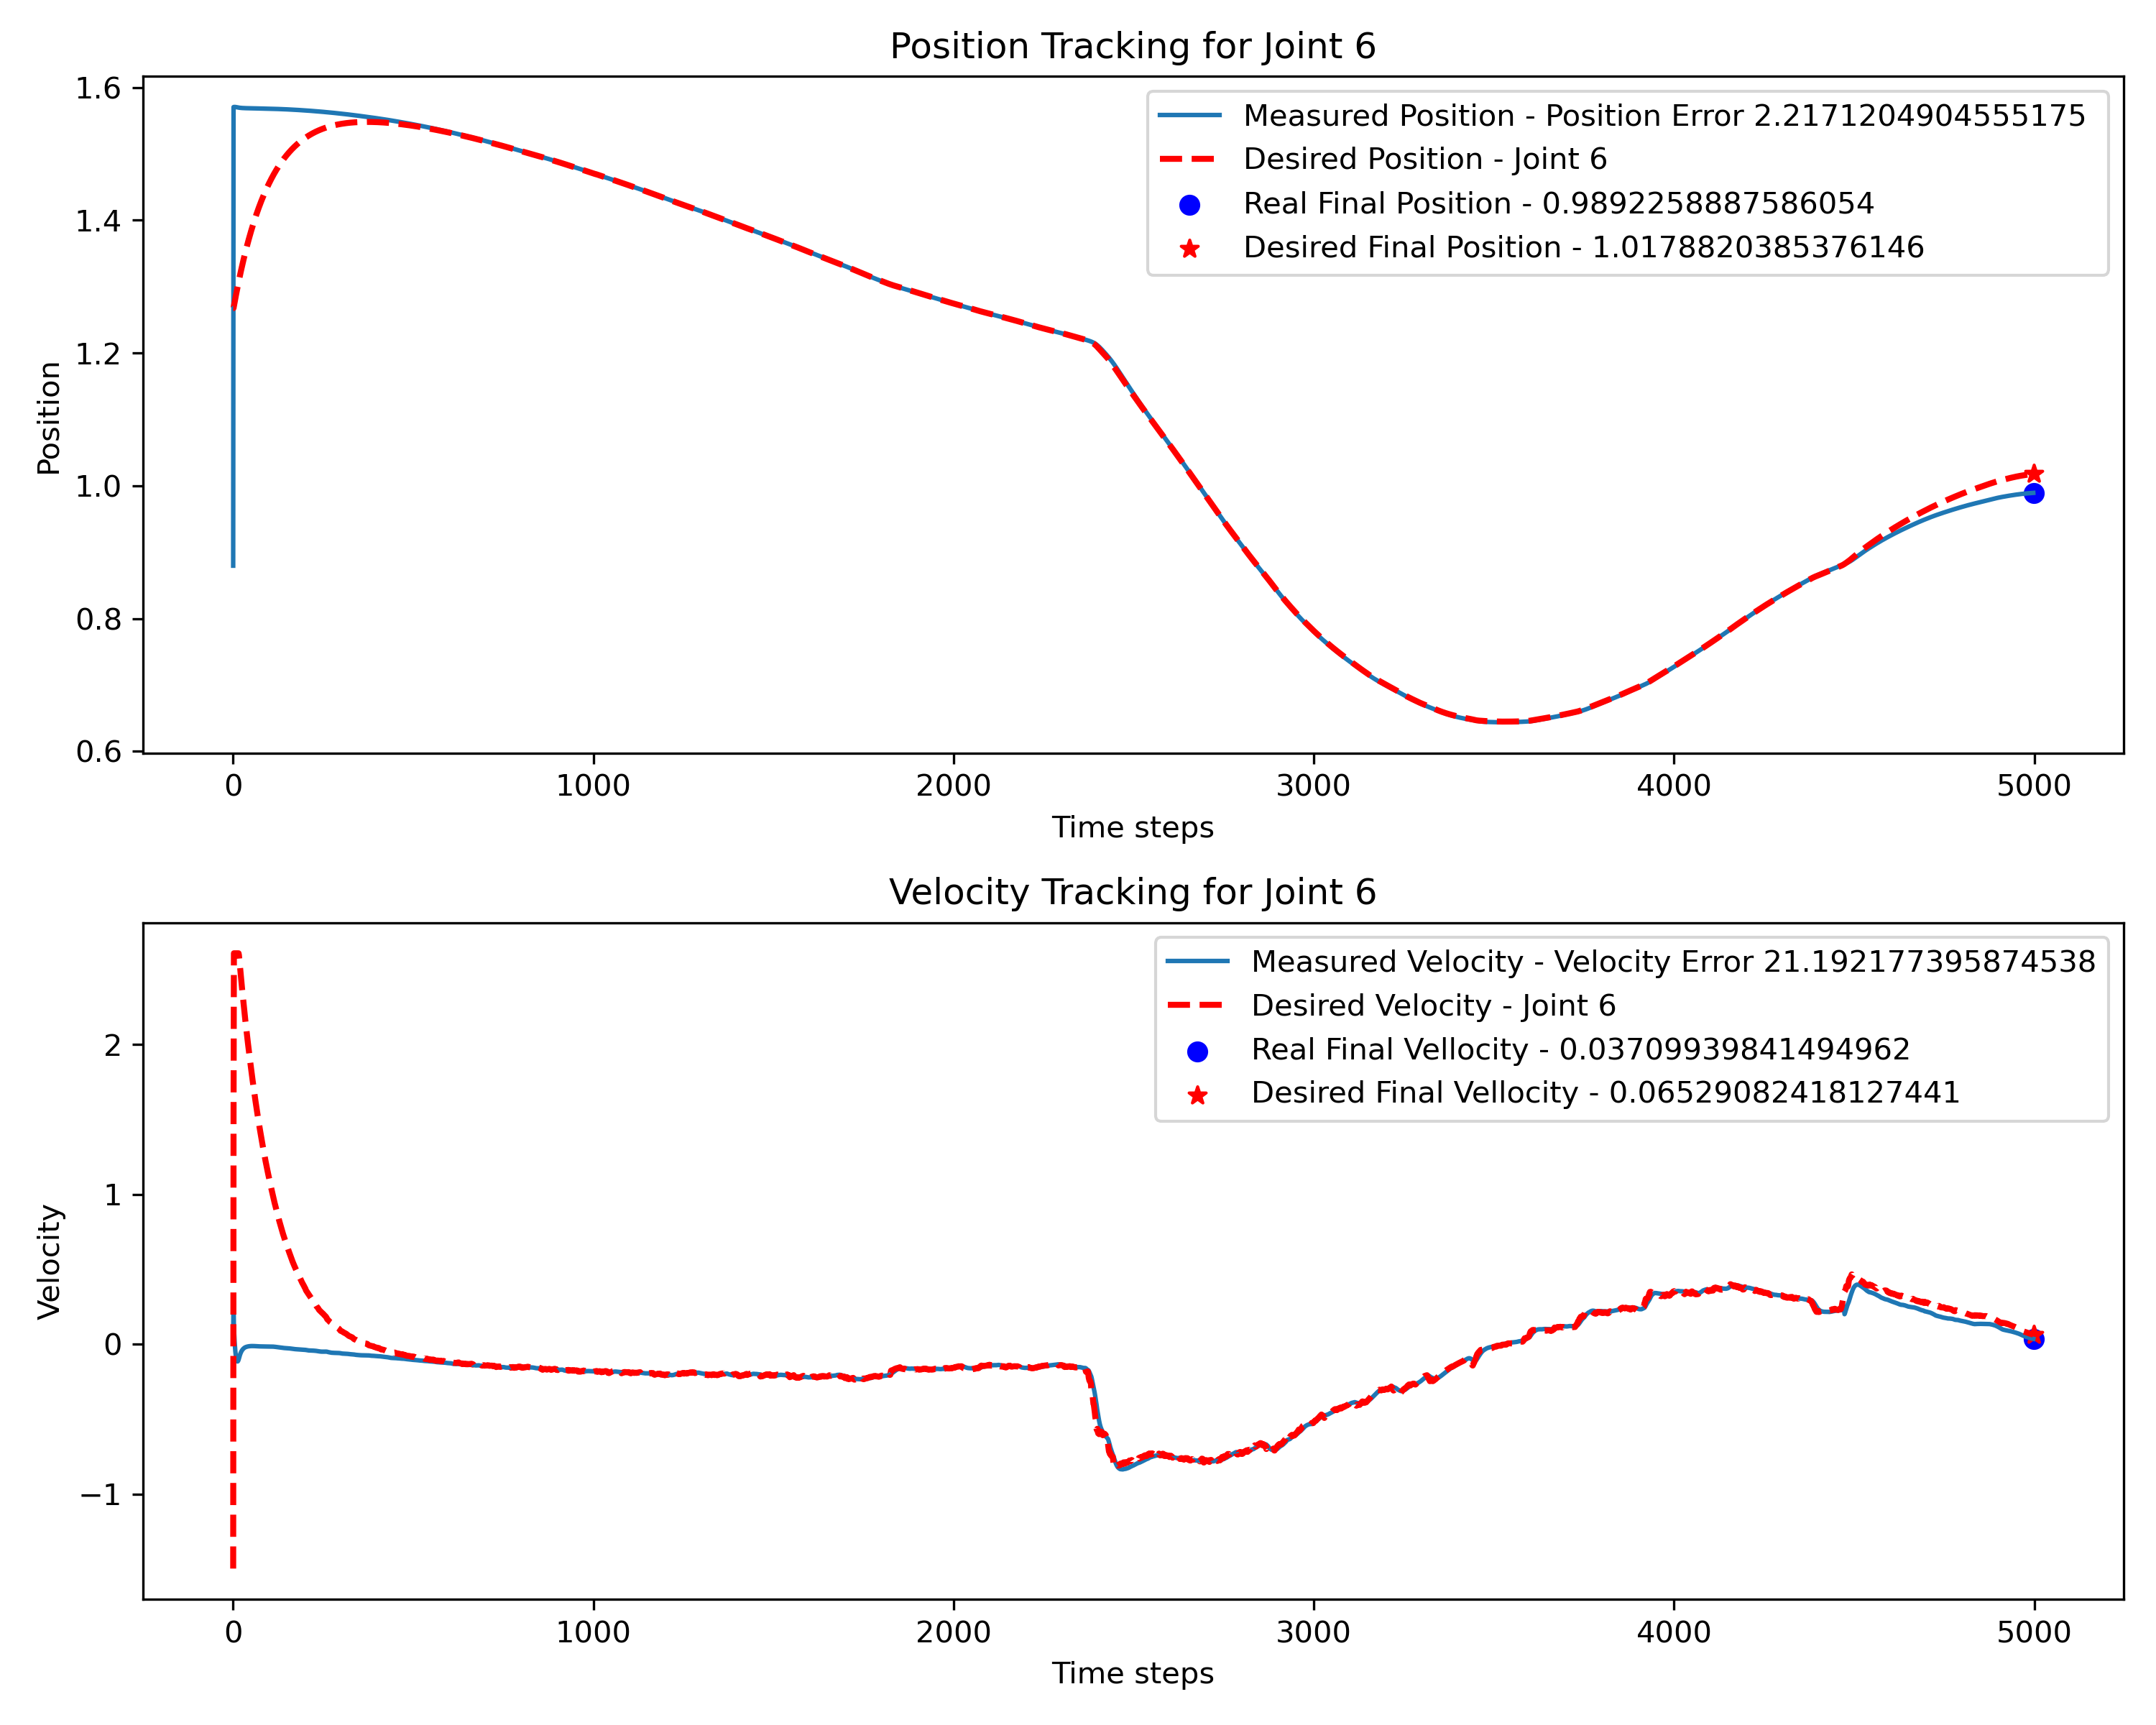 Position Tracking for Joint 6
1.6
1.4
1.2
1.0
0.8
0.6
Position
Measured Position - Position Error 2.2171204904555175
Desired Position - Joint 6
Real Final Position - 0.9892258887586054
Desired Final Position - 1.0178820385376146
0 1000 2000 3000 4000 5000
Time steps
Velocity Tracking for Joint 6
2
1
0
−1
Velocity
Measured Velocity - Velocity Error 21.192177395874538
Desired Velocity - Joint 6
Real Final Vellocity - 0.03709939841494962
Desired Final Vellocity - 0.06529082418127441
0 1000 2000 3000 4000 5000
Time steps